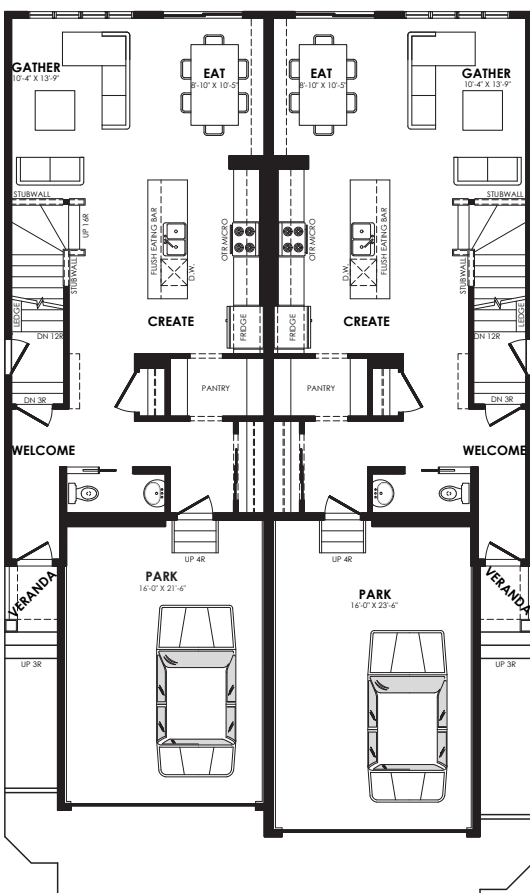 GATHER
10'-4" X 13'-9"
EAT
8'-10" X 10'-5"
EAT
8'-10" X 10'-5"
GATHER
10'-4" X 13'-9"
STUBWALL
UP 16R
STUBWALL
FLUSH EATING BAR
D.W.
OTR MICRO
OTR MICRO
FLUSH EATING BAR
D.W.
STUBWALL
STUBWALL
LEDGE
DN 12R
CREATE
FRIDGE
FRIDGE
CREATE
LEDGE
DN 12R
DN 3R
PANTRY
PANTRY
DN 3R
WELCOME
WELCOME
UP 4R
UP 4R
VERANDA
PARK
16'-0" X 21'-6"
PARK
16'-0" X 23'-6"
VERANDA
UP 3R
UP 3R